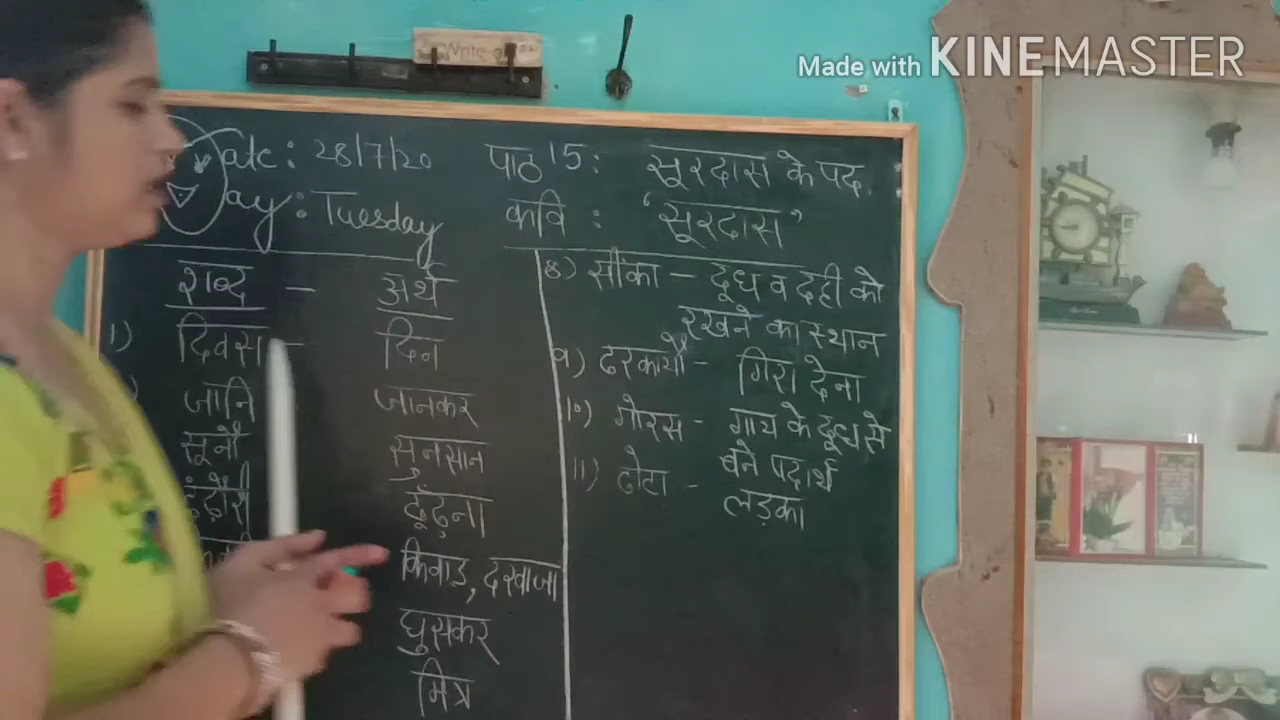 Made with KINEMASTER
Write-
Date: 28/7/20 पाठ 15: सूरदास के पद
Day: Tuesday कवि : 'सूरदास'
शब्द - अर्थ
1) दिवस - दिन
जानि जानकर
सूनौ सुनसान
ढूंढना
किवाड, दरवाजा
घुसकर
मित्र
8) सींका - दूध व दही को
रखने का स्थान
9) ढरकायौ - गिरा देना
10) गोरस - गाय के दूध से
बने पदार्थ
11) ढोटा - लड़का